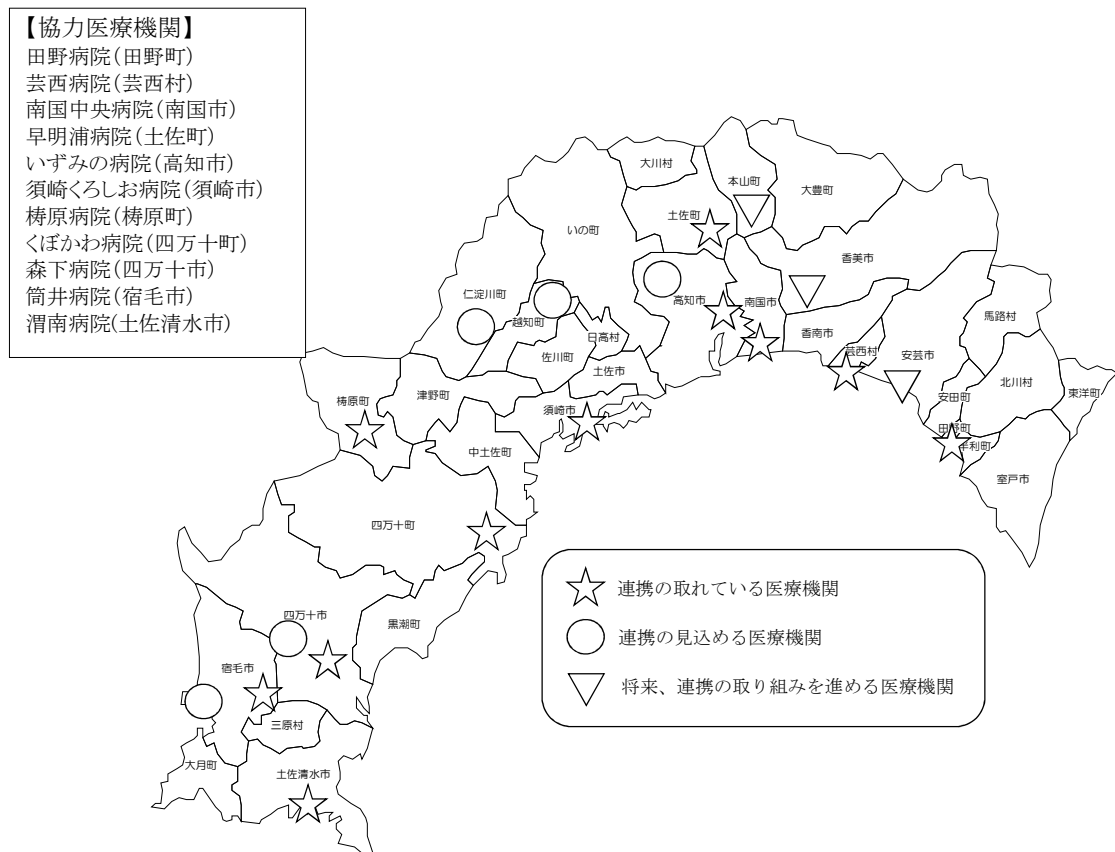 【協力医療機関】
田野病院(田野町)
芸西病院(芸西村)
南国中央病院(南国市)
早明浦病院(土佐町)
いずみの病院(高知市)
須崎くろしお病院(須崎市)
梼原病院(梼原町)
くぼかわ病院(四万十町)
森下病院(四万十市)
筒井病院(宿毛市)
渭南病院(土佐清水市)
大川村
本山町
大豊町
土佐町
いの町
香美市
仁淀川町
高知市
南国市
越知町
馬路村
日高村
香南市
芸西村
安芸市
佐川町
土佐市
北川村
東洋町
津野町
安田町
梼原町
須崎市
田野町
中土佐町
室戸市
四万十町
四万十市
黒潮町
宿毛市
三原村
大月町
土佐清水市
連携の取れている医療機関
連携の見込める医療機関
将来、連携の取り組みを進める医療機関